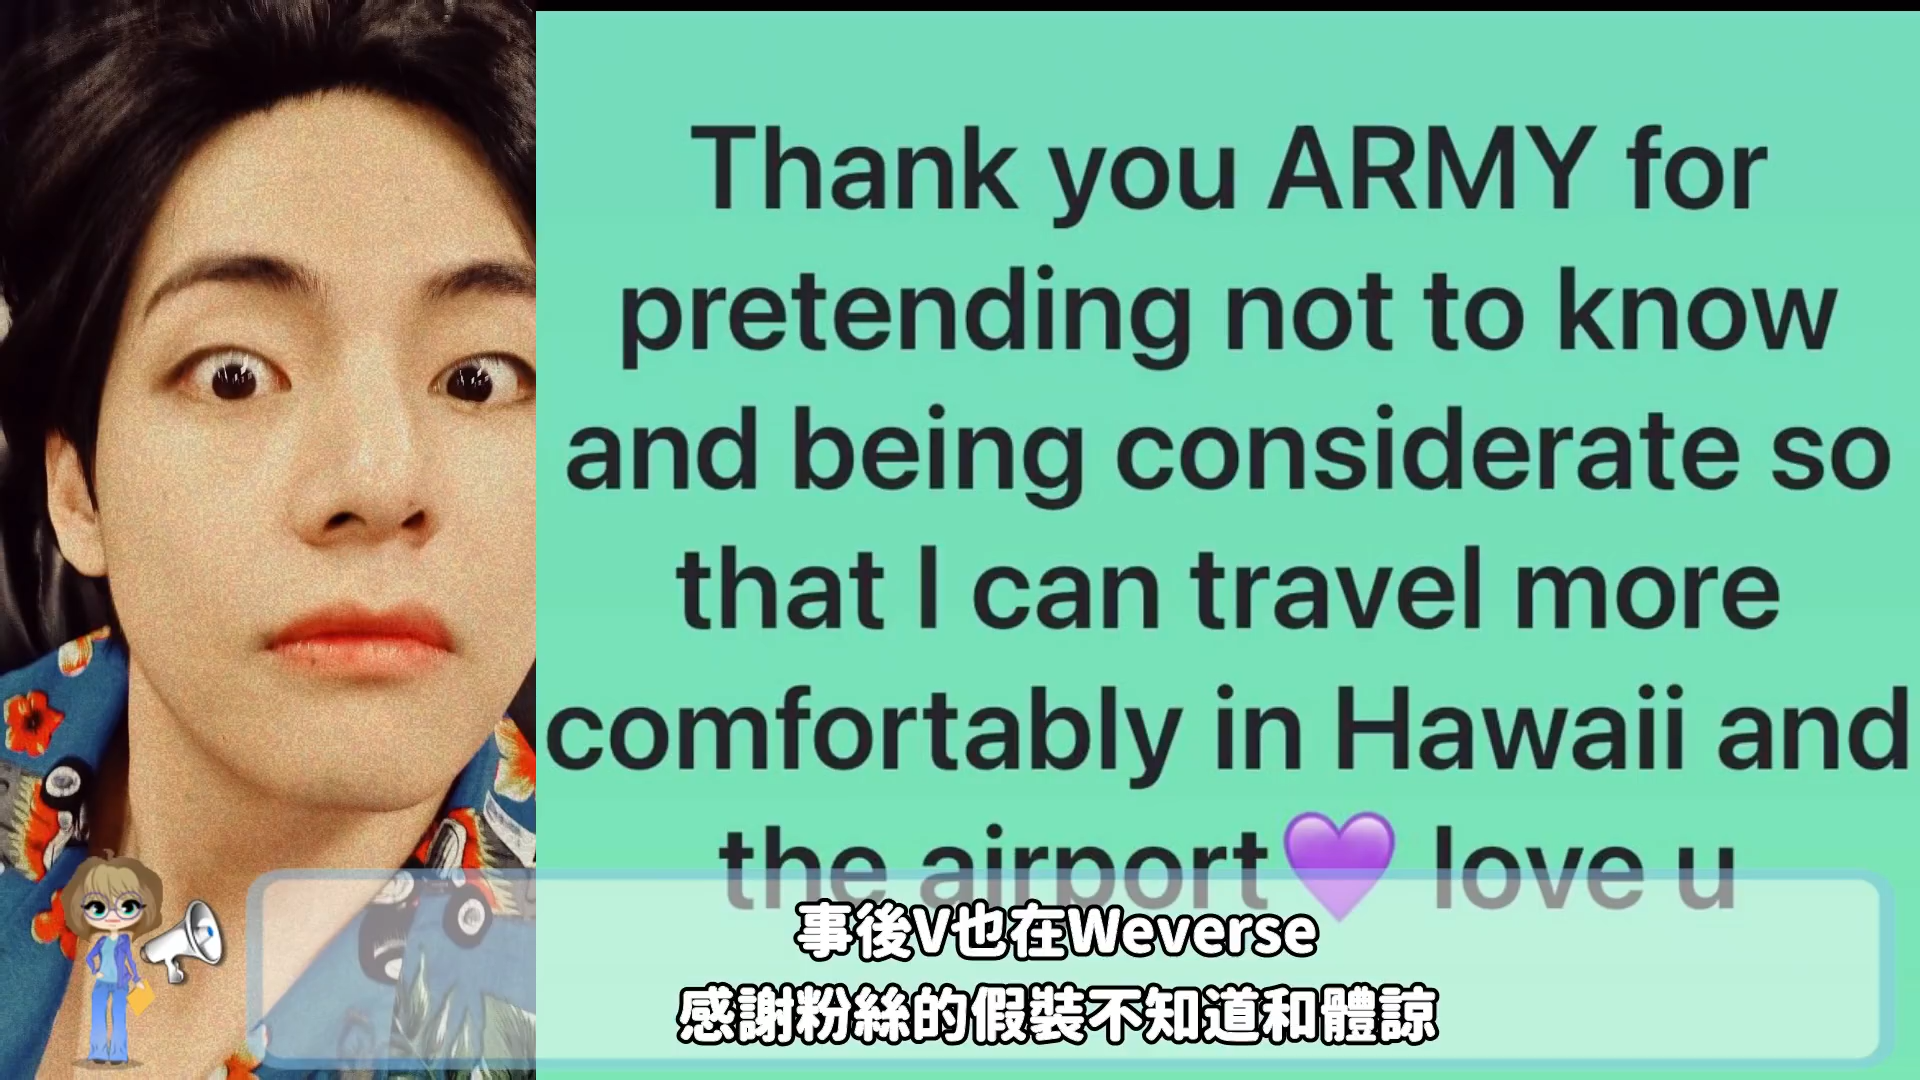 Thank you ARMY for
pretending not to know
and being considerate so
that I can travel more
comfortably in Hawaii and
the airport💜 love u
事後V也在Weverse
感謝粉絲的假裝不知道和體諒